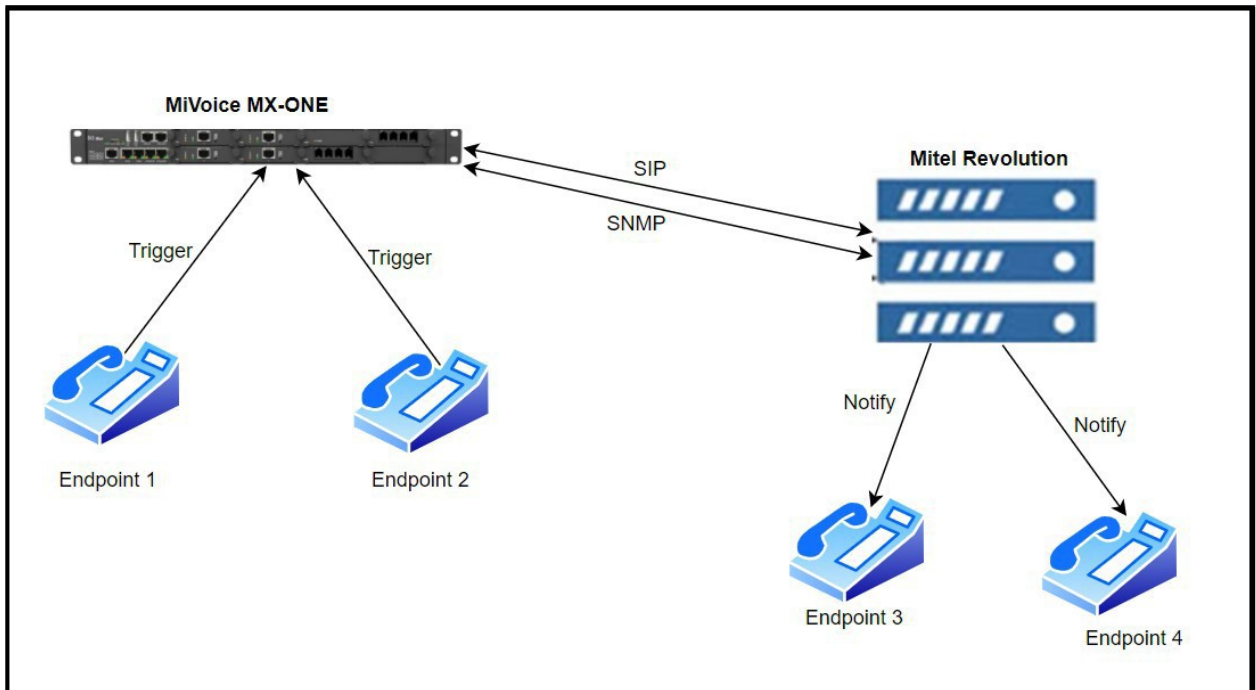 MiVoice MX-ONE
Mitel Revolution
SIP
SNMP
Trigger
Trigger
Endpoint 1
Endpoint 2
Notify
Notify
Endpoint 3
Endpoint 4